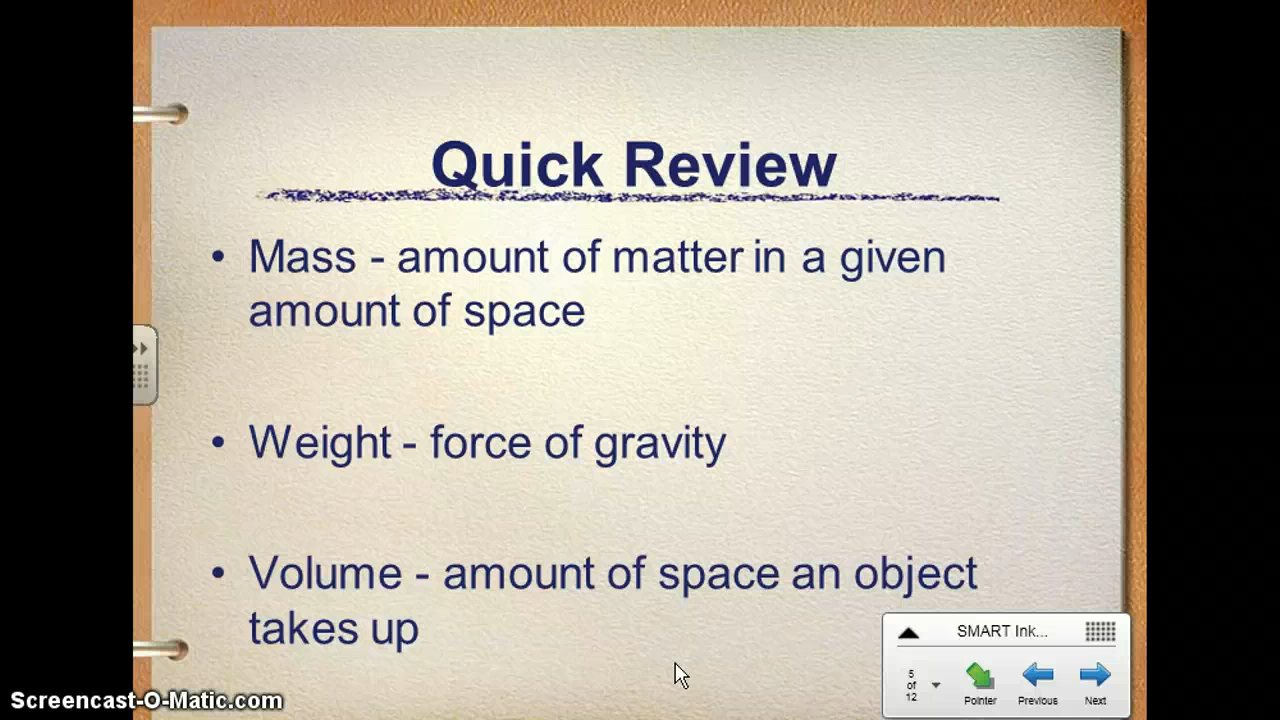 Quick Review
• Mass - amount of matter in a given
amount of space
• Weight - force of gravity
• Volume - amount of space an object
takes up
SMART Ink...
5
of
12
Pointer
Previous
Next
Screencast-O-Matic.com